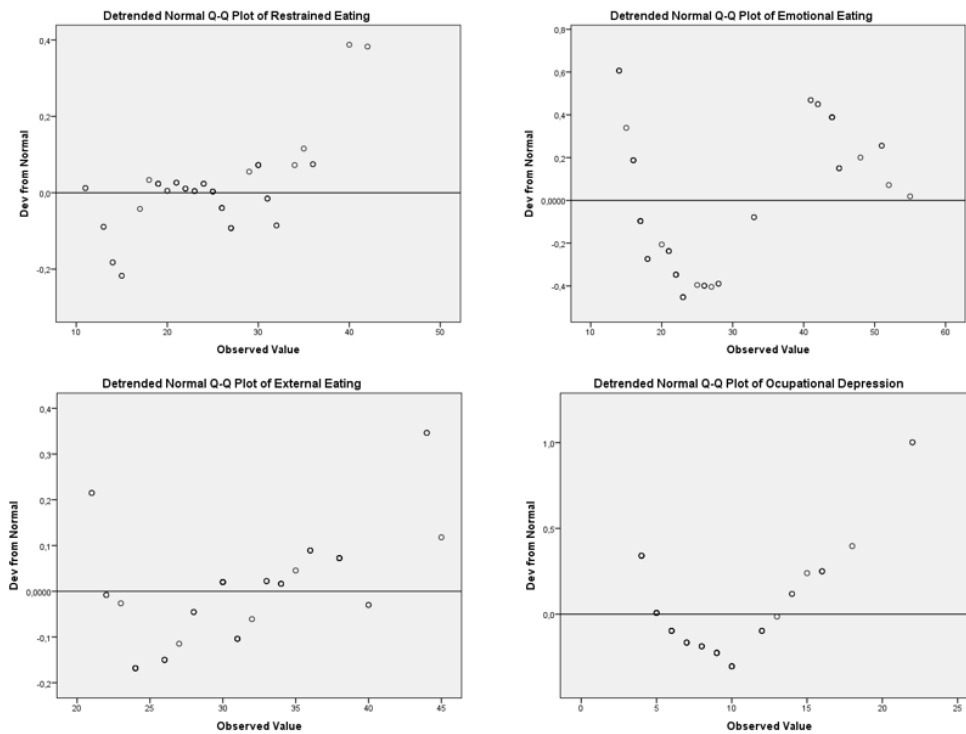 Detrended Normal Q-Q Plot of Restrained Eating
Dev from Normal
0,4
0,2
0,0
-0,2
10 20 30 40 50
Observed Value
Detrended Normal Q-Q Plot of Emotional Eating
Dev from Normal
0,8
0,6
0,4
0,2
0,0000
-0,2
-0,4
10 20 30 40 50 60
Observed Value
Detrended Normal Q-Q Plot of External Eating
Dev from Normal
0,4
0,3
0,2
0,1
0,0000
-0,1
-0,2
20 25 30 35 40 45
Observed Value
Detrended Normal Q-Q Plot of Ocupational Depression
Dev from Normal
1,0
0,5
0,0
0 5 10 15 20 25
Observed Value